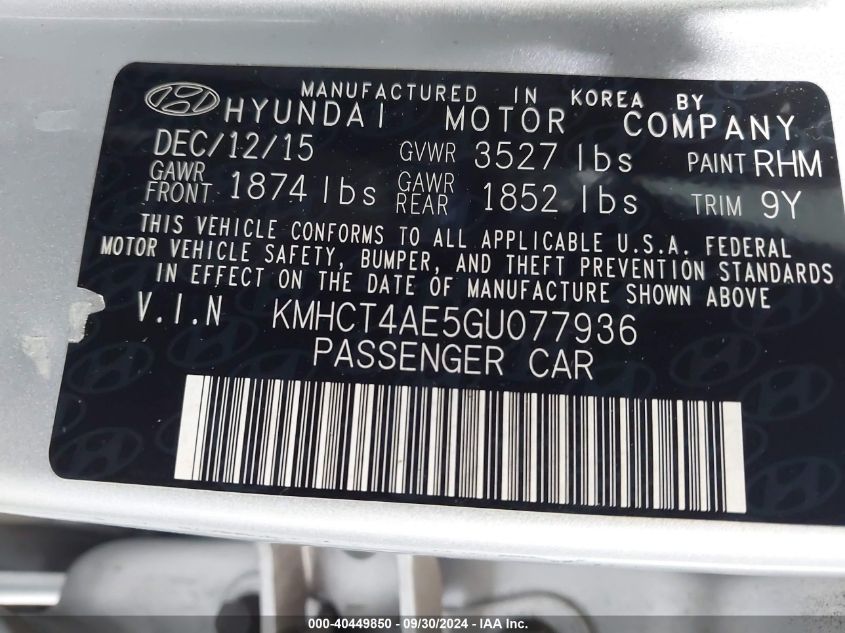 MANUFACTURED IN KOREA BY
HYUNDAI MOTOR COMPANY
DEC/12/15 GVWR 3527 lbs PAINT RHM
GAWR FRONT 1874 lbs GAWR REAR 1852 lbs TRIM 9Y
THIS VEHICLE CONFORMS TO ALL APPLICABLE U.S.A. FEDERAL
MOTOR VEHICLE SAFETY, BUMPER, AND THEFT PREVENTION STANDARDS
IN EFFECT ON THE DATE OF MANUFACTURE SHOWN ABOVE
V.I.N KMHCT4AE5GU077936
PASSENGER CAR
000-40449850 - 09/30/2024 - IAA Inc.